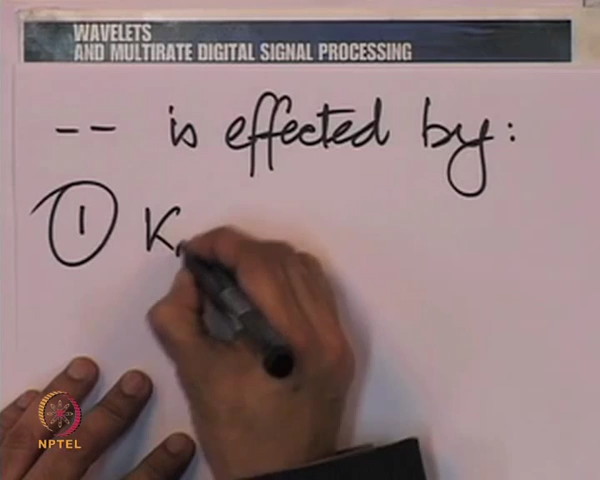 WAVELETS
AND MULTIRATE DIGITAL SIGNAL PROCESSING
-- is effected by:
① K
NPTEL